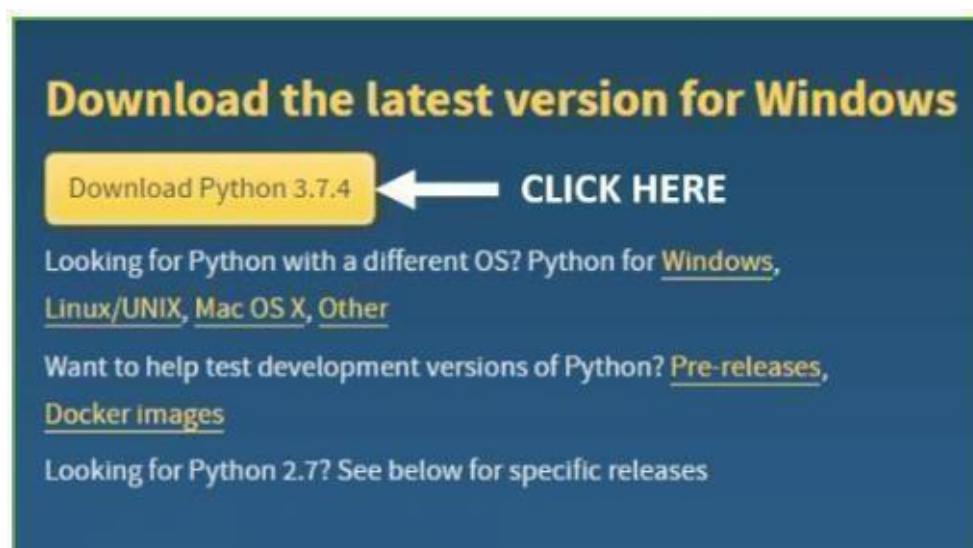 Download the latest version for Windows
Download Python 3.7.4
CLICK HERE
Looking for Python with a different OS? Python for Windows,
Linux/UNIX, Mac OS X, Other
Want to help test development versions of Python? Pre-releases,
Docker images
Looking for Python 2.7? See below for specific releases